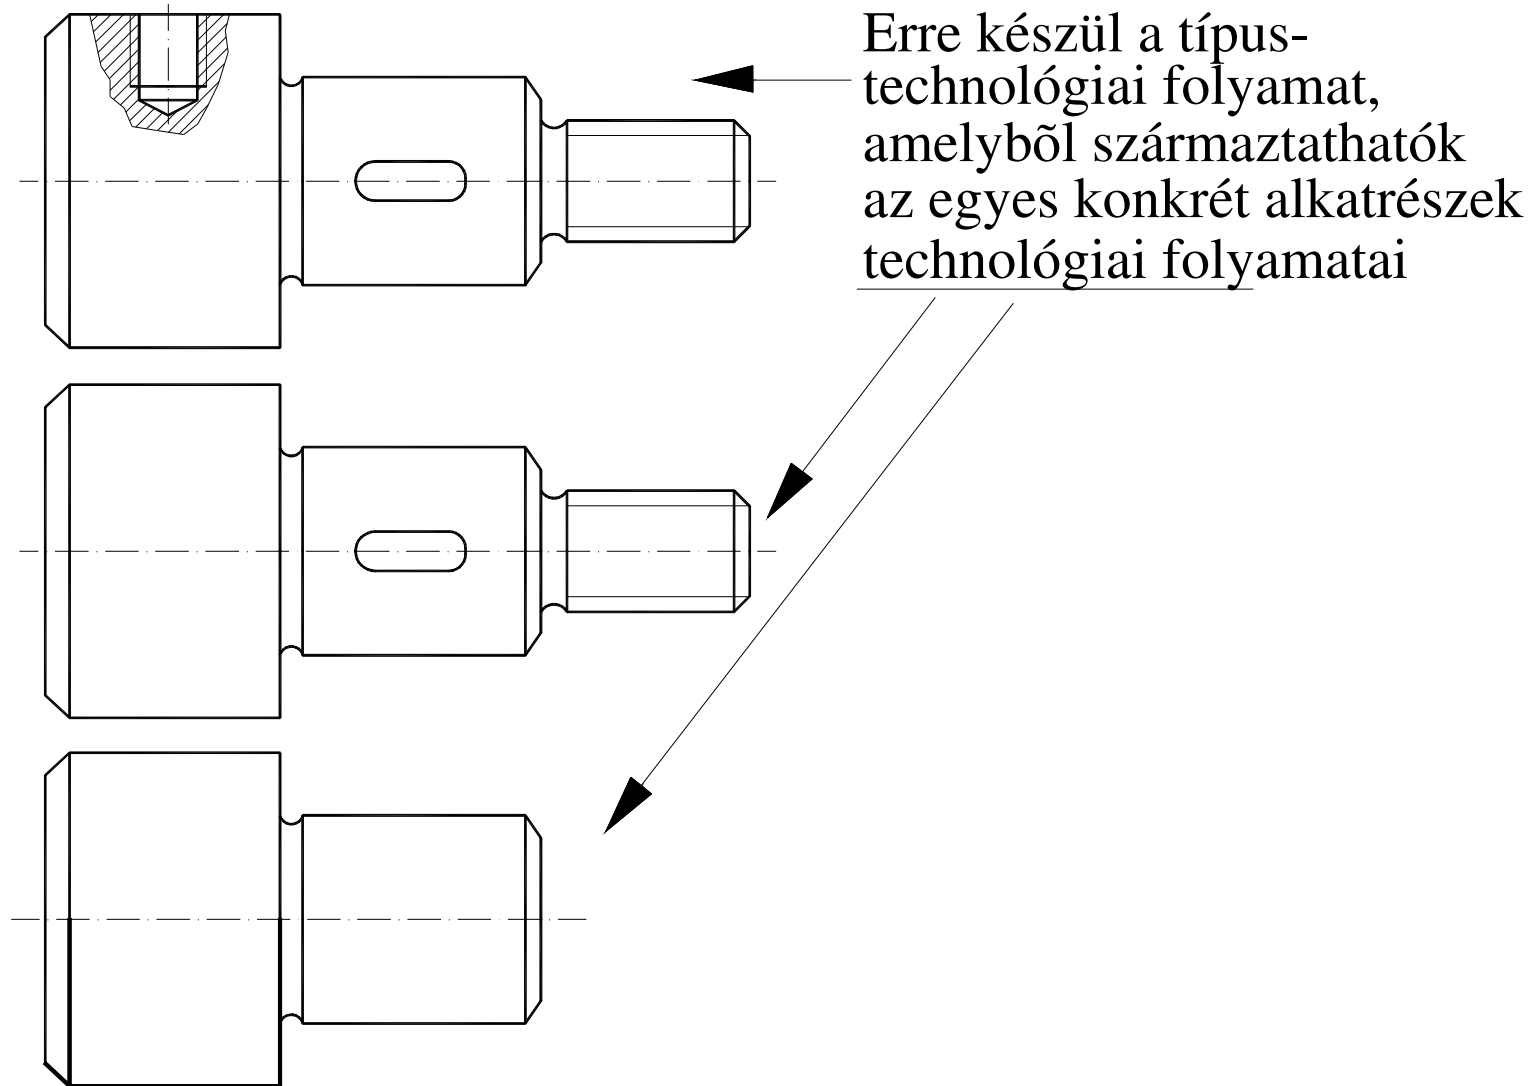 Erre készül a típus-
technológiai folyamat,
amelybõl származtathatók
az egyes konkrét alkatrészek
technológiai folyamatai